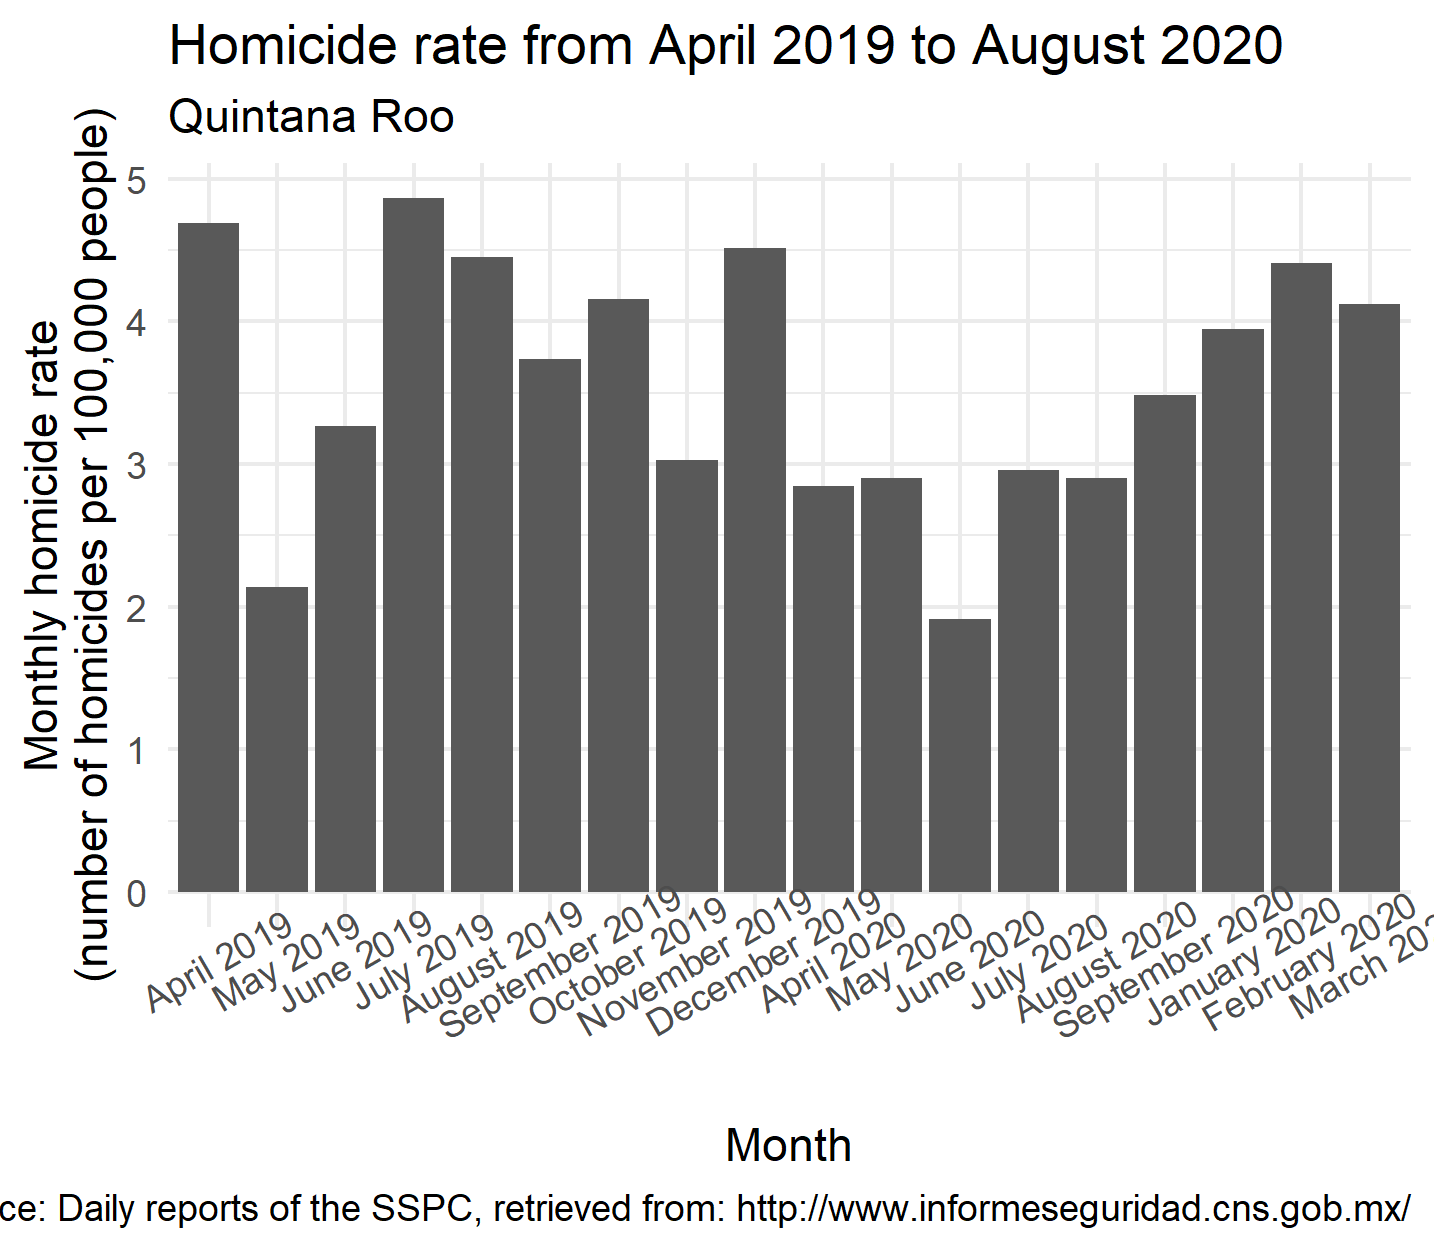 Homicide rate from April 2019 to August 2020
Quintana Roo
Monthly homicide rate
(number of homicides per 100,000 people)
5
4
3
2
1
0
April 2019
May 2019
June 2019
July 2019
August 2019
September 2019
October 2019
November 2019
December 2019
April 2020
May 2020
June 2020
July 2020
August 2020
September 2020
January 2020
February 2020
March 202
Month
ce: Daily reports of the SSPC, retrieved from: http://www.informeseguridad.cns.gob.mx/